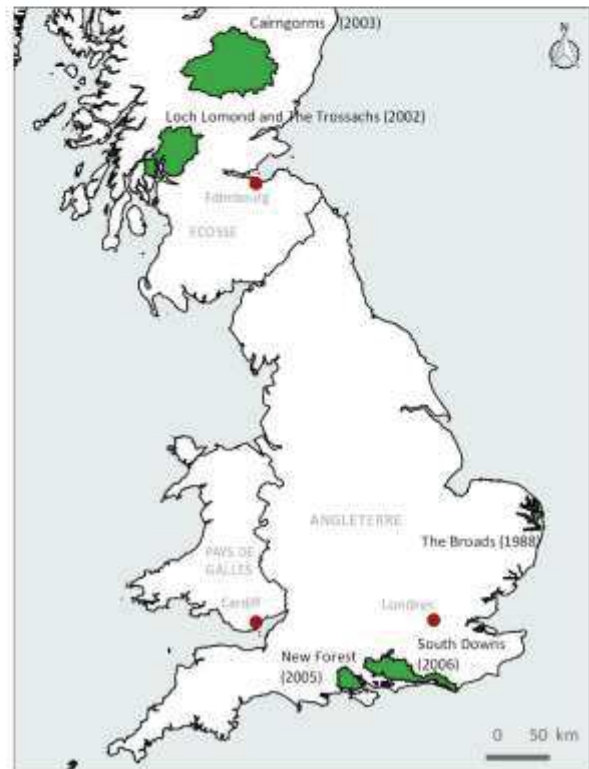 Cairngorms (2003)
N
Loch Lomond and The Trossachs (2002)
Edimbourg
ECOSSE
ANGLETERRE
The Broads (1988)
PAYS DE
GALLES
Cardiff
Londres
South Downs
(2006)
New Forest
(2005)
0 50 km